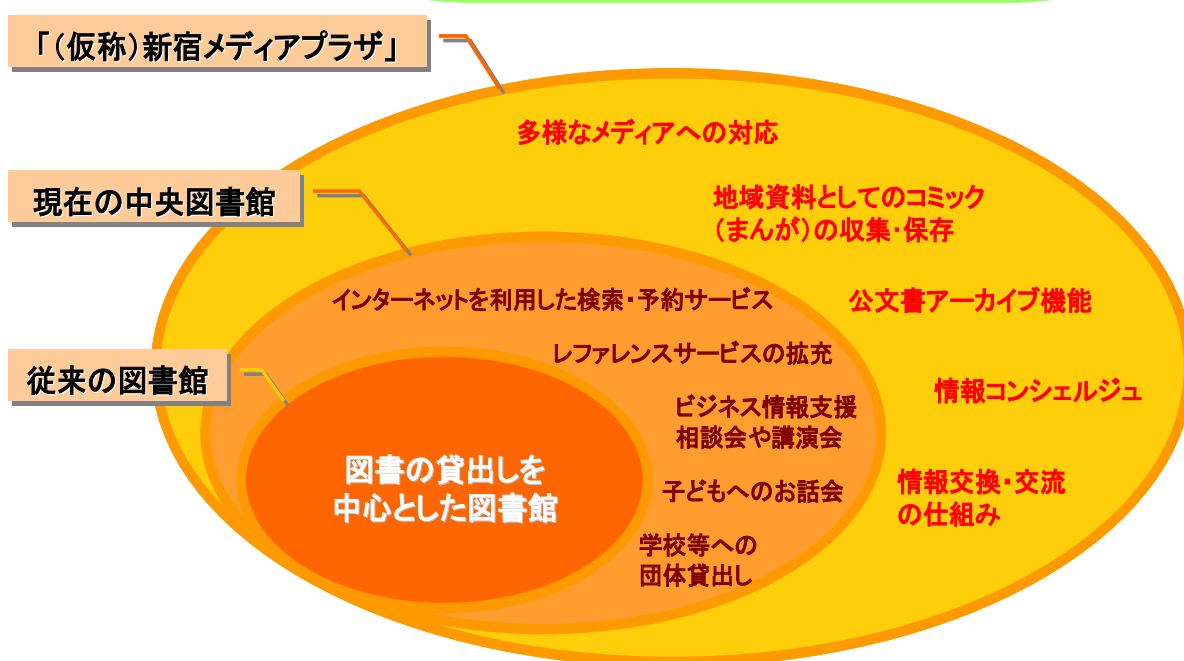 「(仮称)新宿メディアプラザ」
多様なメディアへの対応
現在の中央図書館
地域資料としてのコミック
(まんが)の収集・保存
インターネットを利用した検索・予約サービス
公文書アーカイブ機能
レファレンスサービスの拡充
従来の図書館
情報コンシェルジュ
ビジネス情報支援
相談会や講演会
図書の貸出しを
中心とした図書館
子どもへのお話会
情報交換・交流
の仕組み
学校等への
団体貸出し